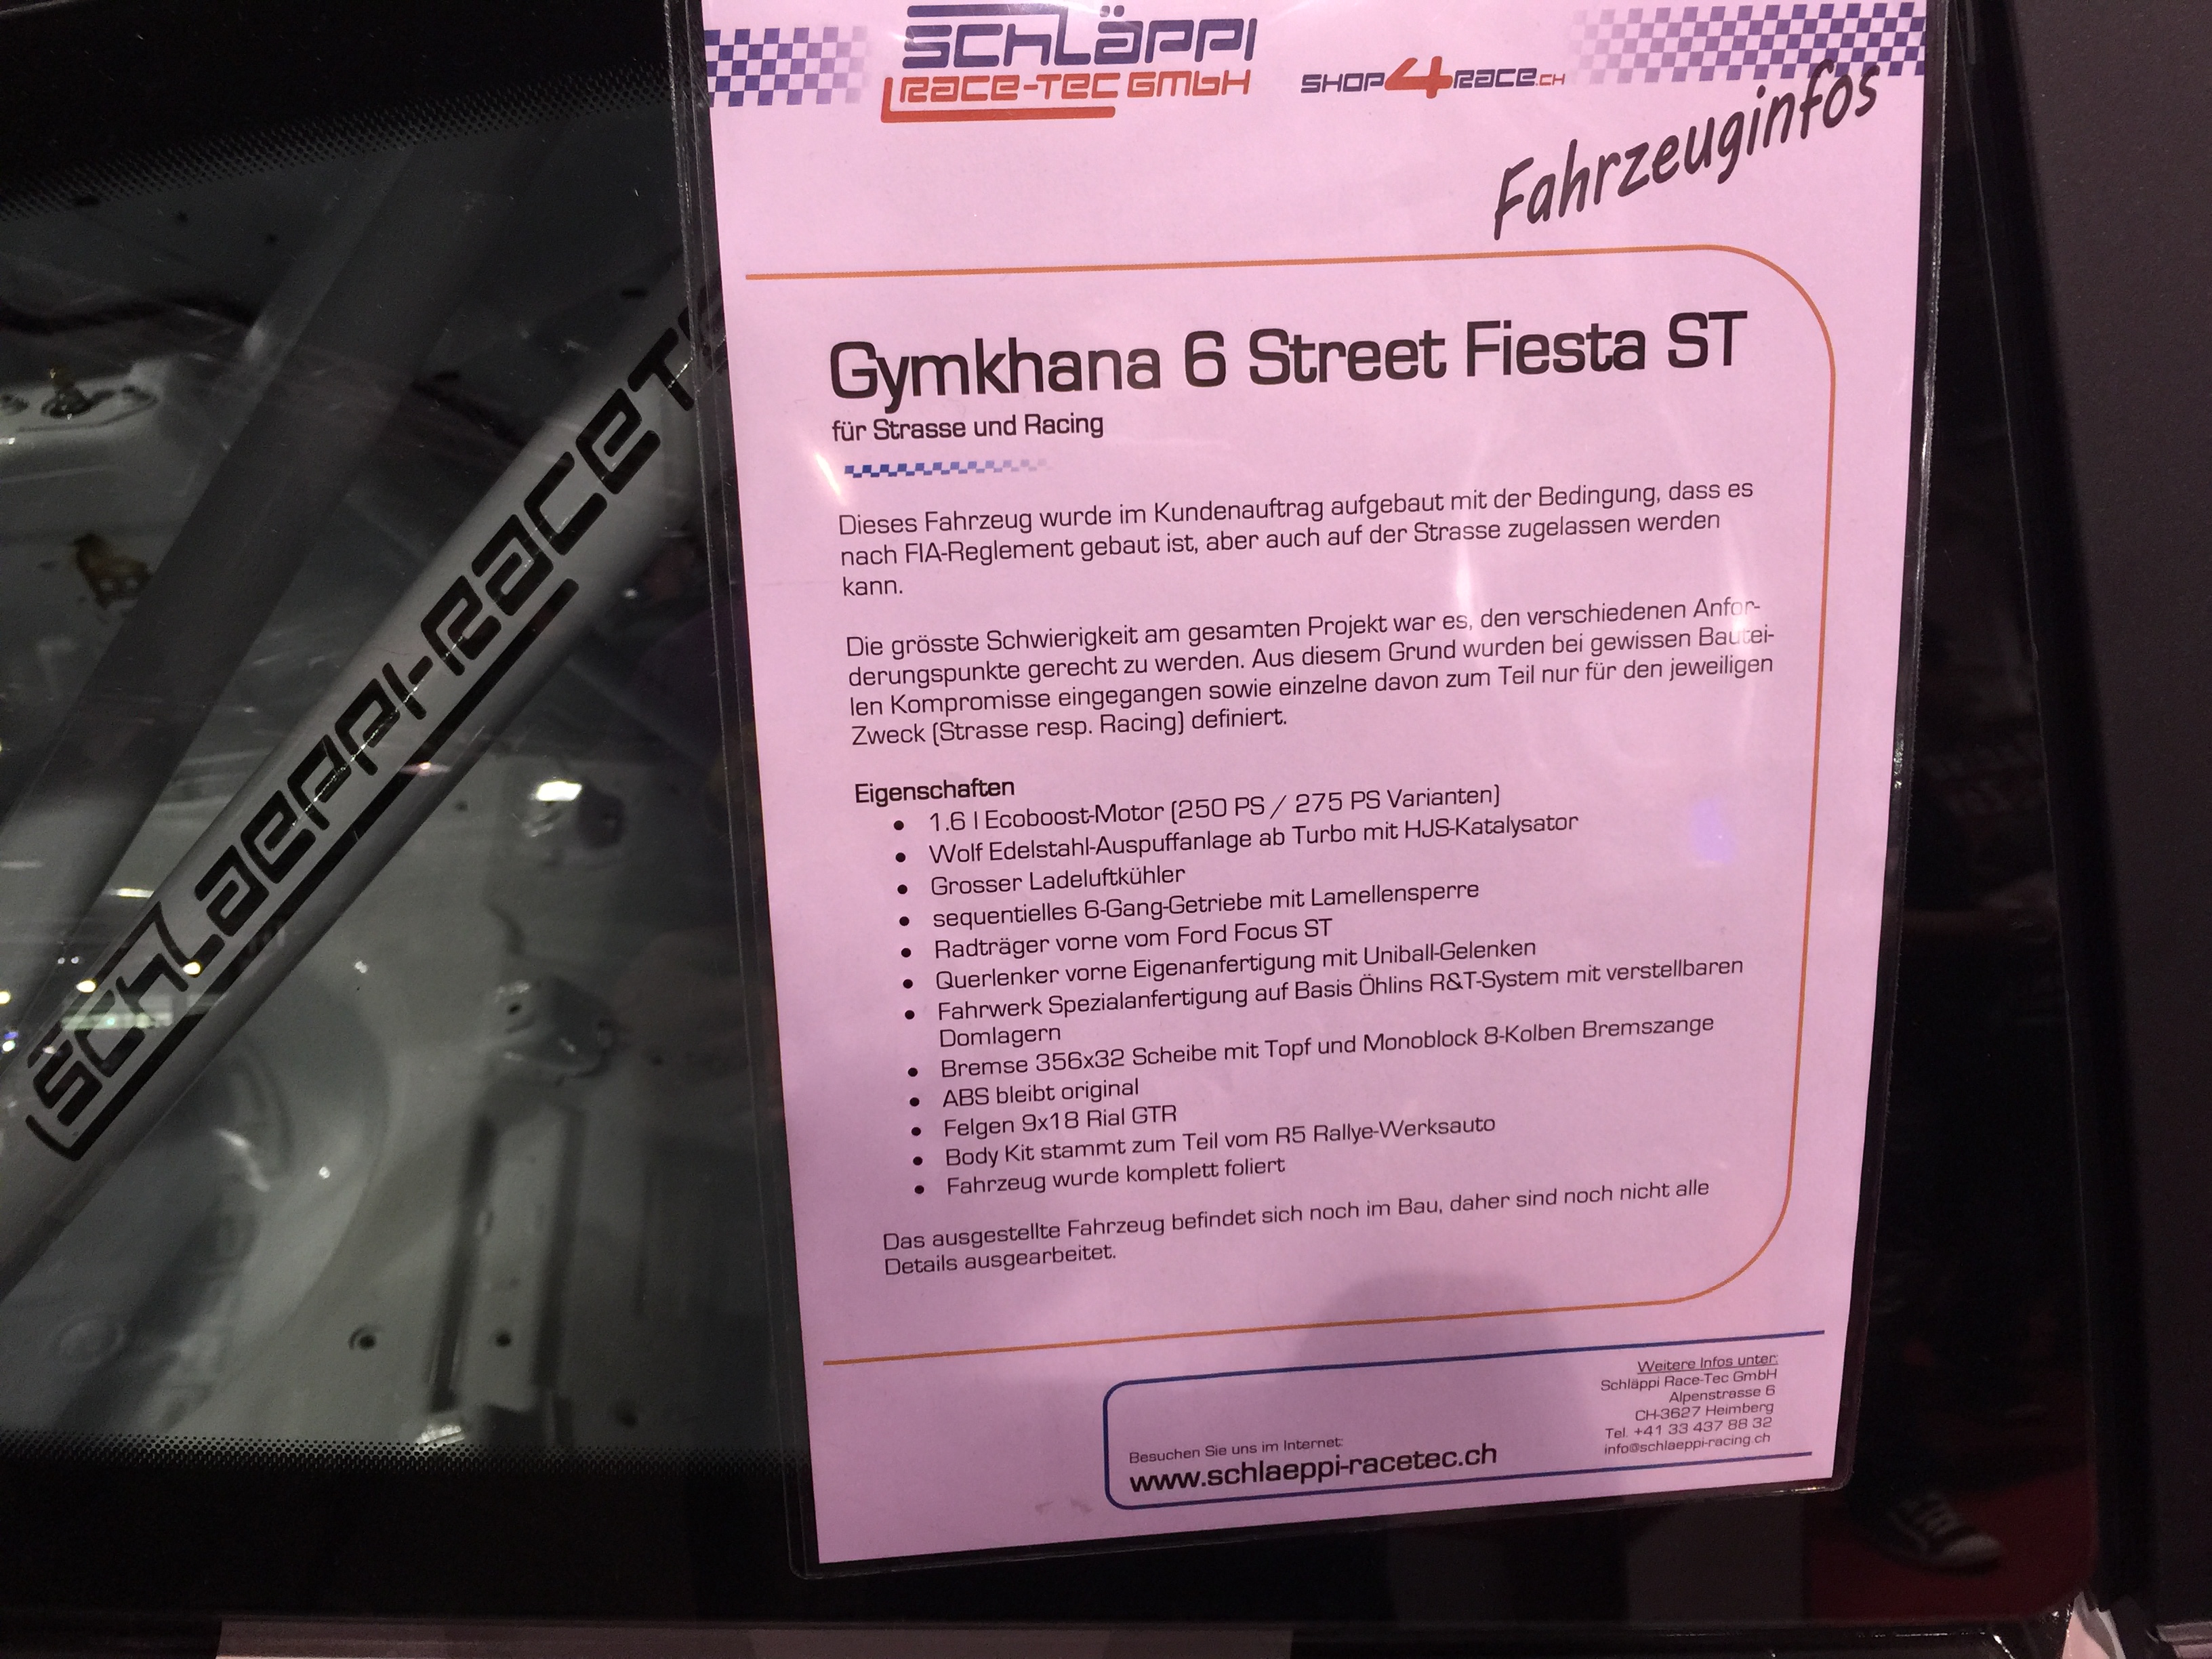 SCHLÄPPI
RACE-TEC GMBH
SHOP4RACE.CH
Fahrzeuginfos
Gymkhana 6 Street Fiesta ST
für Strasse und Racing
Dieses Fahrzeug wurde im Kundenauftrag aufgebaut mit der Bedingung, dass es
nach FIA-Reglement gebaut ist, aber auch auf der Strasse zugelassen werden
kann.
Die grösste Schwierigkeit am gesamten Projekt war es, den verschiedenen Anfor-
derungspunkte gerecht zu werden. Aus diesem Grund wurden bei gewissen Bautei-
len Kompromisse eingegangen sowie einzelne davon zum Teil nur für den jeweiligen
Zweck (Strasse resp. Racing) definiert.
Eigenschaften
• 1.6 l Ecoboost-Motor (250 PS / 275 PS Varianten)
• Wolf Edelstahl-Auspuffanlage ab Turbo mit HJS-Katalysator
• Grosser Ladeluftkühler
• sequentielles 6-Gang-Getriebe mit Lamellensperre
• Radträger vorne vom Ford Focus ST
• Querlenker vorne Eigenanfertigung mit Uniball-Gelenken
• Fahrwerk Spezialanfertigung auf Basis Öhlins R&T-System mit verstellbaren
Domlagern
• Bremse 356x32 Scheibe mit Topf und Monoblock 8-Kolben Bremszange
• ABS bleibt original
• Felgen 9x18 Rial GTR
• Body Kit stammt zum Teil vom R5 Rallye-Werksauto
• Fahrzeug wurde komplett foliert
Das ausgestellte Fahrzeug befindet sich noch im Bau, daher sind noch nicht alle
Details ausgearbeitet.
Weitere Infos unter:
Schläppi Race-Tec GmbH
Alpenstrasse 6
CH-3627 Heimberg
Tel. +41 33 437 88 32
info@schlaeppi-racing.ch
Besuchen Sie uns im Internet:
www.schlaeppi-racetec.ch
SCHLAEPPI-RACETE